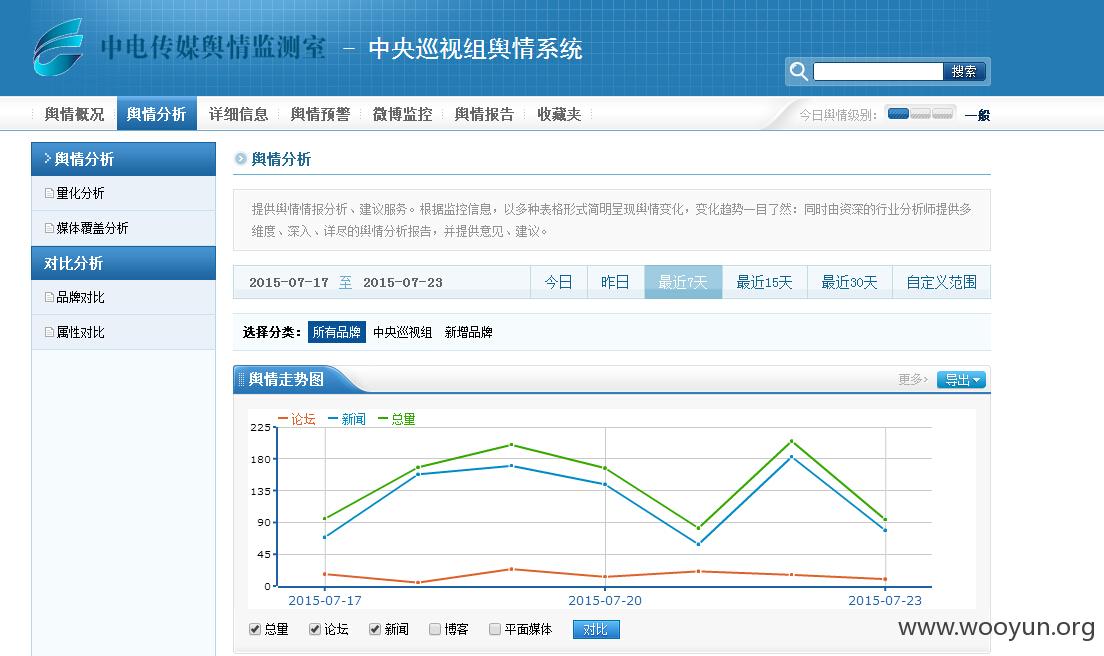 中电传媒舆情监测室 - 中央巡视组舆情系统
搜索
舆情概况 舆情分析 详细信息 舆情预警 微博监控 舆情报告 收藏夹
今日舆情级别: 一般
舆情分析
量化分析
媒体覆盖分析
对比分析
品牌对比
属性对比
舆情分析
提供舆情情报分析、建议服务。根据监控信息，以多种表格形式简明呈现舆情变化，变化趋势一目了然：同时由资深的行业分析师提供多
维度、深入、详尽的舆情分析报告，并提供意见、建议。
2015-07-17 至 2015-07-23 今日 昨日 最近7天 最近15天 最近30天 自定义范围
选择分类： 所有品牌 中央巡视组 新增品牌
舆情走势图 更多 导出
论坛 新闻 总量
225
180
135
90
45
0
2015-07-17 2015-07-20 2015-07-23
总量 论坛 新闻 博客 平面媒体 对比
www.wooyun.org